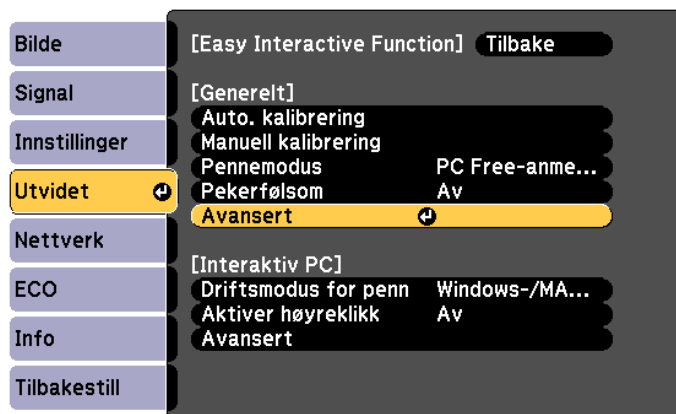 Bilde
Signal
Innstillinger
Utvidet
Nettverk
ECO
Info
Tilbakestill
[Easy Interactive Function] Tilbake
[Generelt]
Auto. kalibrering
Manuell kalibrering
Pennemodus PC Free-anme...
Pekerfølsom Av
Avansert
[Interaktiv PC]
Driftsmodus for penn Windows-/MA...
Aktiver høyreklikk Av
Avansert